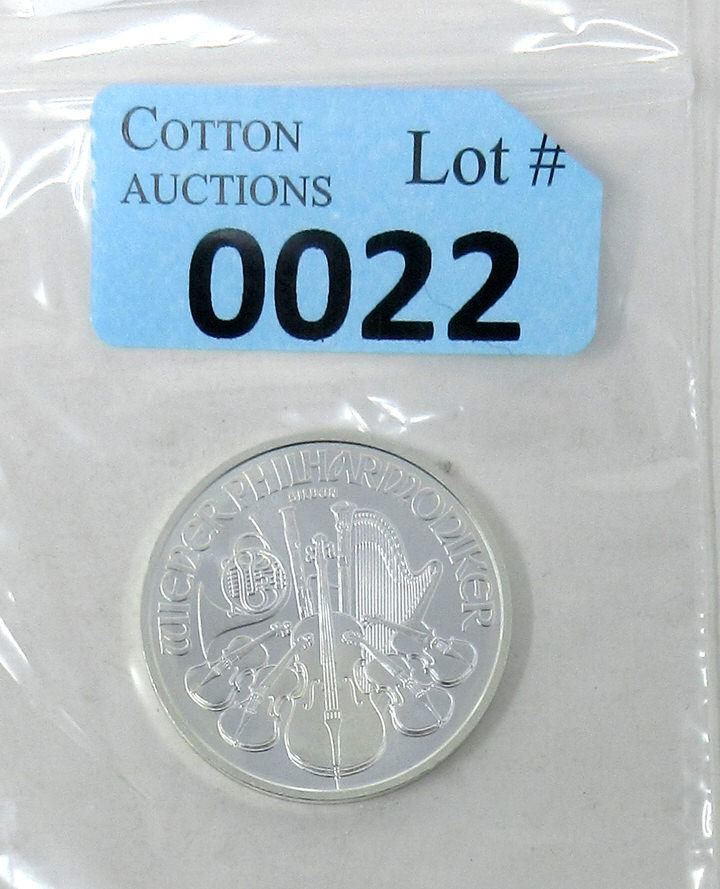 COTTON
AUCTIONS
Lot #
0022
WIENER PHILHARMONIKER
SILBER